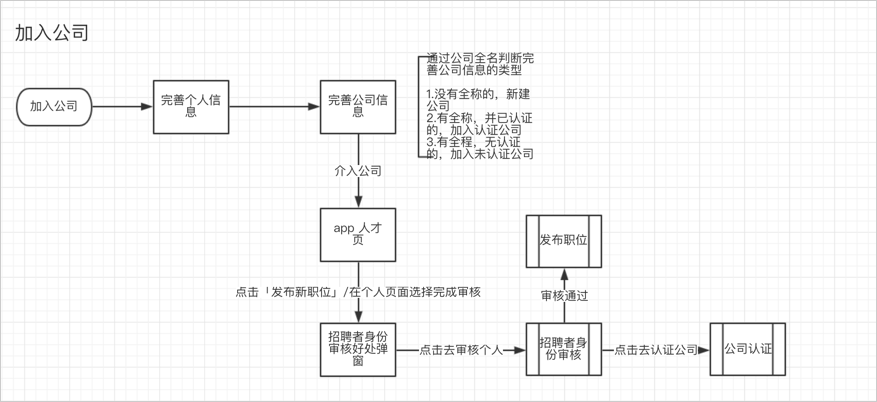 加入公司
加入公司
完善个人信
息
完善公司信
息
通过公司全名判断完
善公司信息的类型
1.没有全称的，新建
公司
2.有全称，并已认证
的，加入认证公司
3.有全程，无认证
的，加入未认证公司
介入公司
app 人才
页
点击「发布新职位」/在个人页面选择完成审核
招聘者身份
审核好处弹
窗
点击去审核个人
招聘者身
份审核
审核通过
发布职位
点击去认证公司
公司认证